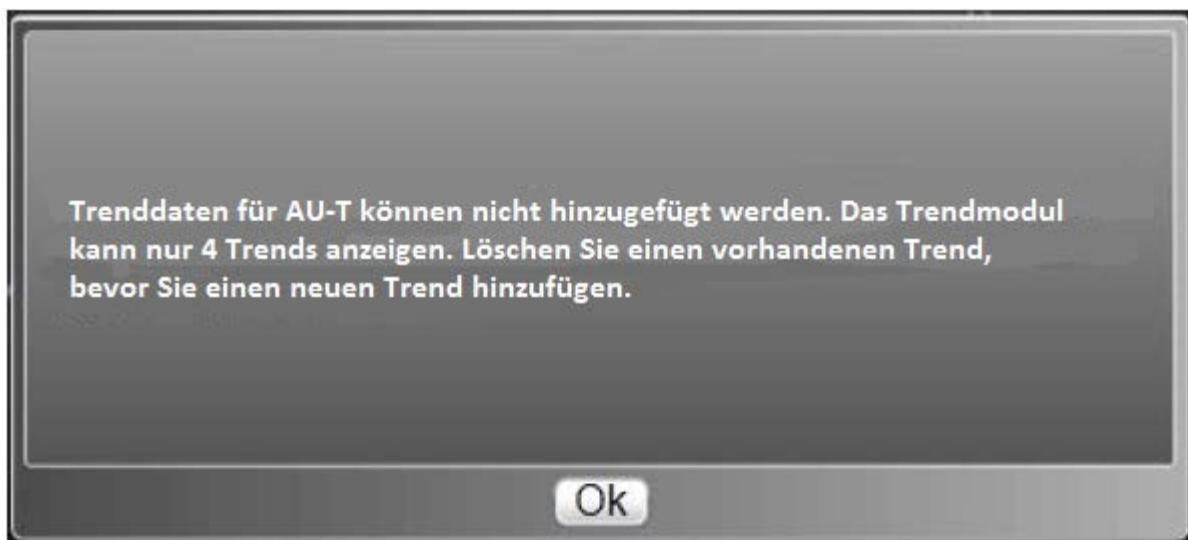 Trenddaten für AU-T können nicht hinzugefügt werden. Das Trendmodul
kann nur 4 Trends anzeigen. Löschen Sie einen vorhandenen Trend,
bevor Sie einen neuen Trend hinzufügen.
Ok